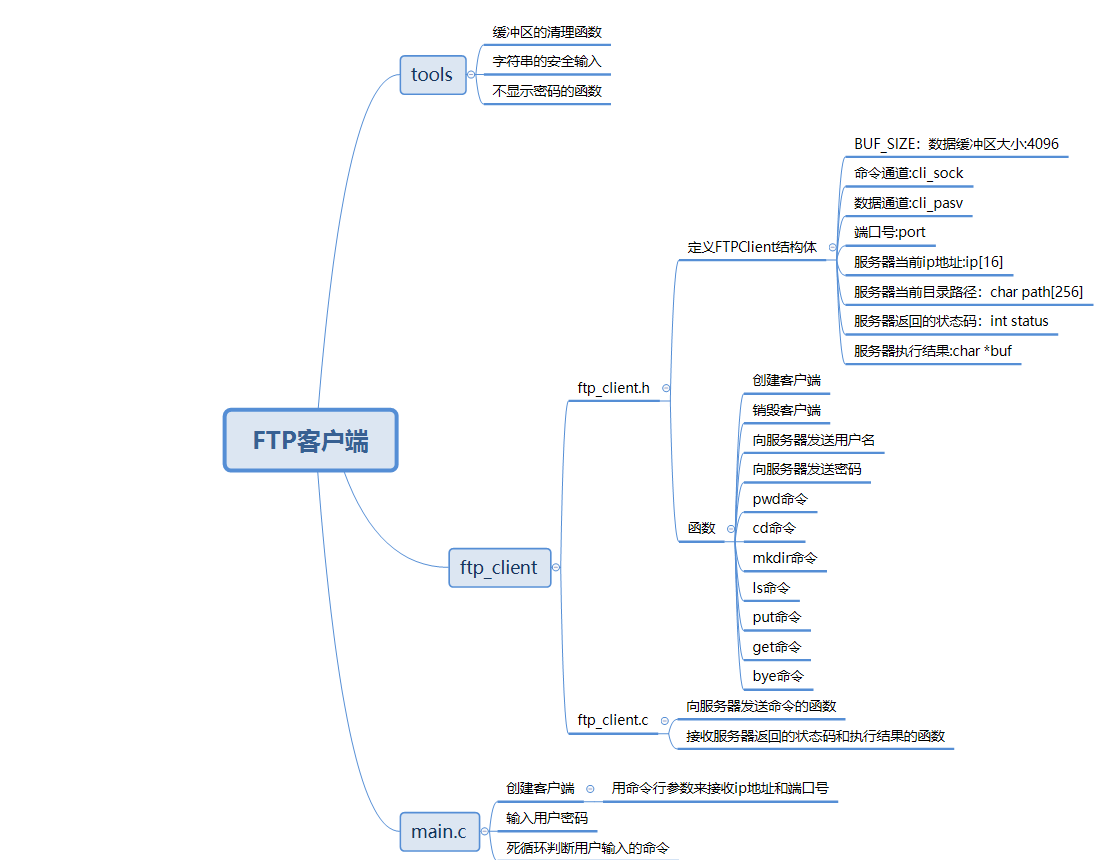 FTP客户端
tools
缓冲区的清理函数
字符串的安全输入
不显示密码的函数
ftp_client
ftp_client.h
定义FTPClient结构体
BUF_SIZE：数据缓冲区大小:4096
命令通道:cli_sock
数据通道:cli_pasv
端口号:port
服务器当前ip地址:ip[16]
服务器当前目录路径：char path[256]
服务器返回的状态码：int status
服务器执行结果:char *buf
函数
创建客户端
销毁客户端
向服务器发送用户名
向服务器发送密码
pwd命令
cd命令
mkdir命令
ls命令
put命令
get命令
bye命令
ftp_client.c
向服务器发送命令的函数
接收服务器返回的状态码和执行结果的函数
main.c
创建客户端
用命令行参数来接收ip地址和端口号
输入用户密码
死循环判断用户输入的命令